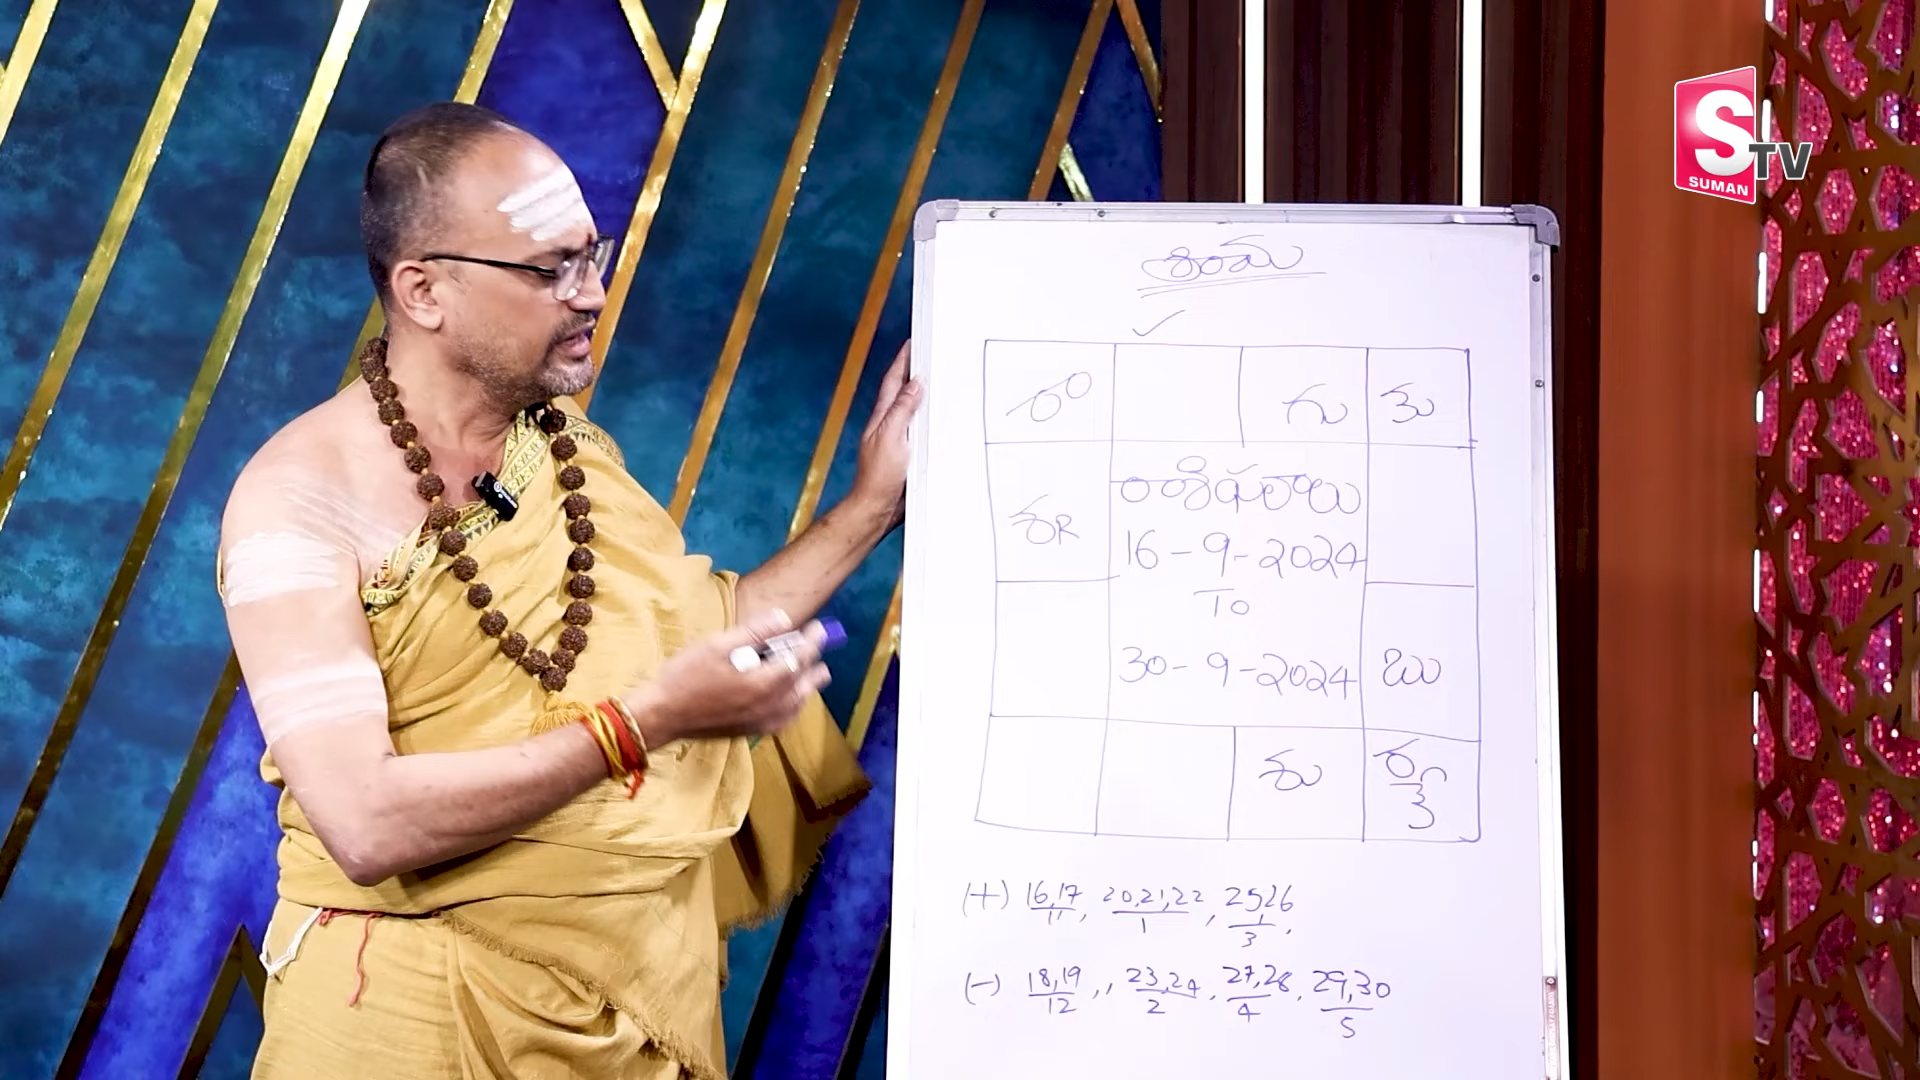 S TV
SUMAN
శ్రీరామ
రా గు కు
రాశిఫలాలు
శR 16-9-2024
To
30-9-2024 బు
శు ర/కే
(+) 16,17/11, 20,21,22/1, 25,26/3,
(-) 18,19/12,, 23,24/2, 27,28/4, 29,30/5